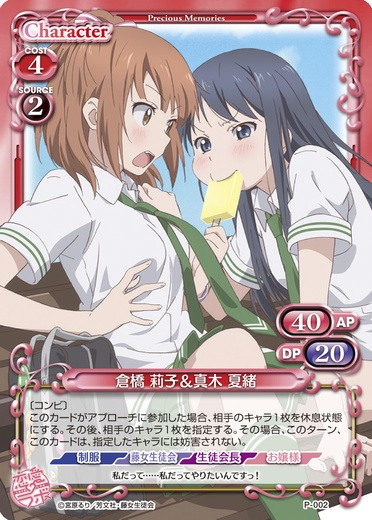 Precious Memories
Character
COST
4
SOURCE
2
40 AP
DP 20
倉橋 莉子&真木 夏緒
[コンビ]
このカードがアプローチに参加した場合、相手のキャラ1枚を休息状態
にする。その後、相手のキャラ1枚を指定する。その場合、このターン、
このカードは、指定したキャラには妨害されない。
制服 藤女生徒会 生徒会長 お嬢様
私だって……私だってやりたいんですっ!
©宮原るり/芳文社・藤女生徒会
P-002